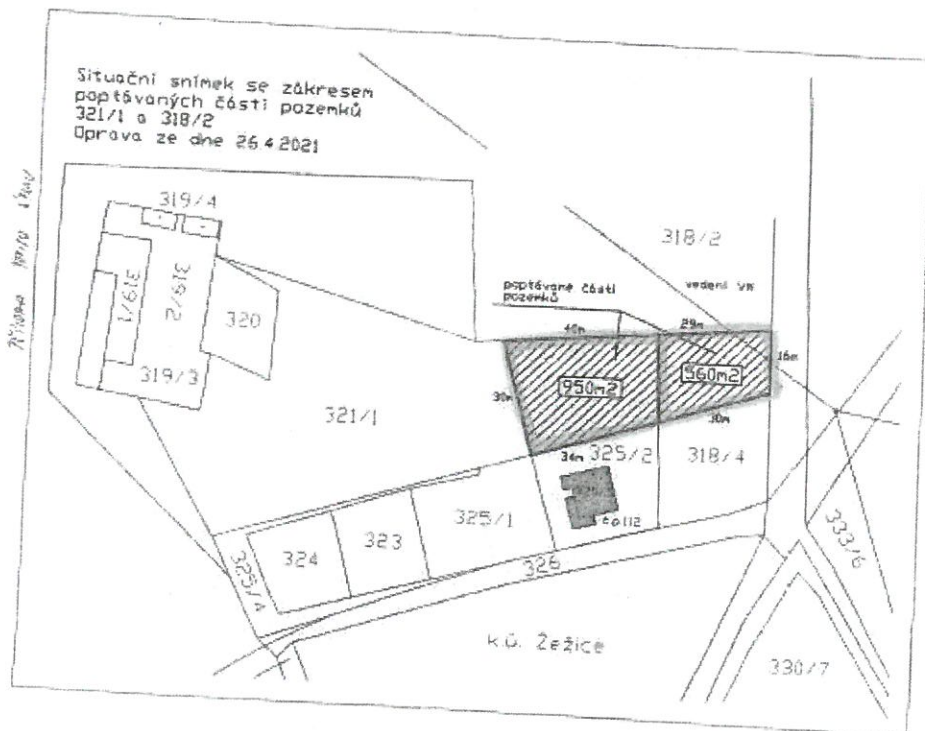 Situační snímek se zákresem
poptávaných částí pozemků
321/1 a 318/2
Úprava ze dne 26.4.2021
319/4
318/2
319/1
319/2
320
poptávané části
pozemků
vedení VN
40m
29m
16m
950m2
560m2
30m
30m
319/3
321/1
34m
325/2
318/4
325/1
čp112
324
323
325/4
326
333/6
k.ú. Žežice
330/7